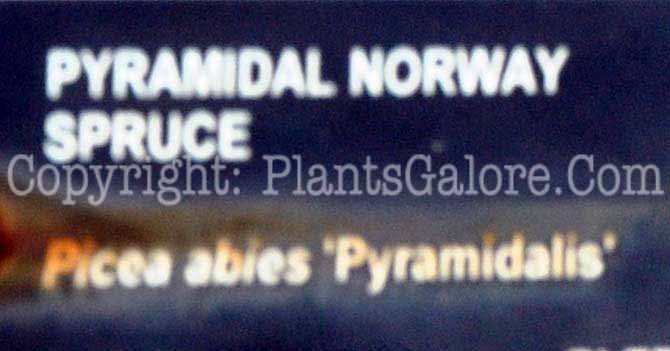 PYRAMIDAL NORWAY
SPRUCE
Copyright: PlantsGalore.Com
Picea abies 'Pyramidalis'